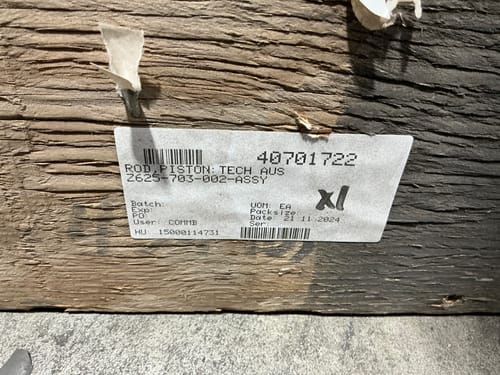 40701722
ROD,PISTON:TECH AUS
Z625-703-002-ASSY
Batch:
Exp:
PO:
User: COMMB
HU 15000114731
UOM: EA
Packsize:
Date 21.11.2024
Ser:
x1